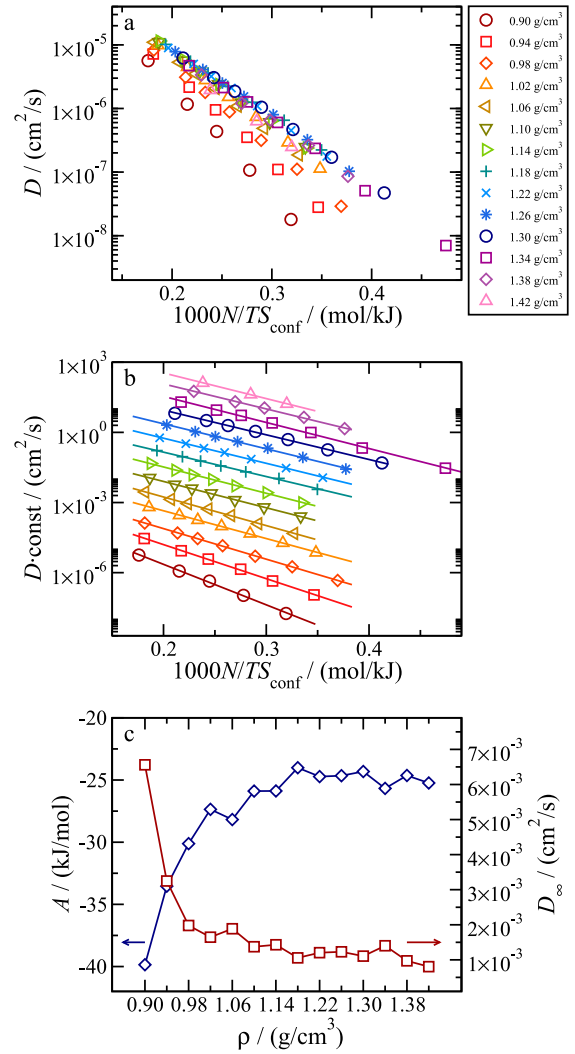 a
1×10⁻⁵
1×10⁻⁶
1×10⁻⁷
1×10⁻⁸
D / (cm²/s)
0.2
0.3
0.4
1000N/TS_conf / (mol/kJ)
0.90 g/cm³
0.94 g/cm³
0.98 g/cm³
1.02 g/cm³
1.06 g/cm³
1.10 g/cm³
1.14 g/cm³
1.18 g/cm³
1.22 g/cm³
1.26 g/cm³
1.30 g/cm³
1.34 g/cm³
1.38 g/cm³
1.42 g/cm³
b
1×10³
1×10⁰
1×10⁻³
1×10⁻⁶
D·const / (cm²/s)
0.2
0.3
0.4
1000N/TS_conf / (mol/kJ)
c
-20
-25
-30
-35
-40
A / (kJ/mol)
7×10⁻³
6×10⁻³
5×10⁻³
4×10⁻³
3×10⁻³
2×10⁻³
1×10⁻³
D_∞ / (cm²/s)
0.90
0.98
1.06
1.14
1.22
1.30
1.38
ρ / (g/cm³)